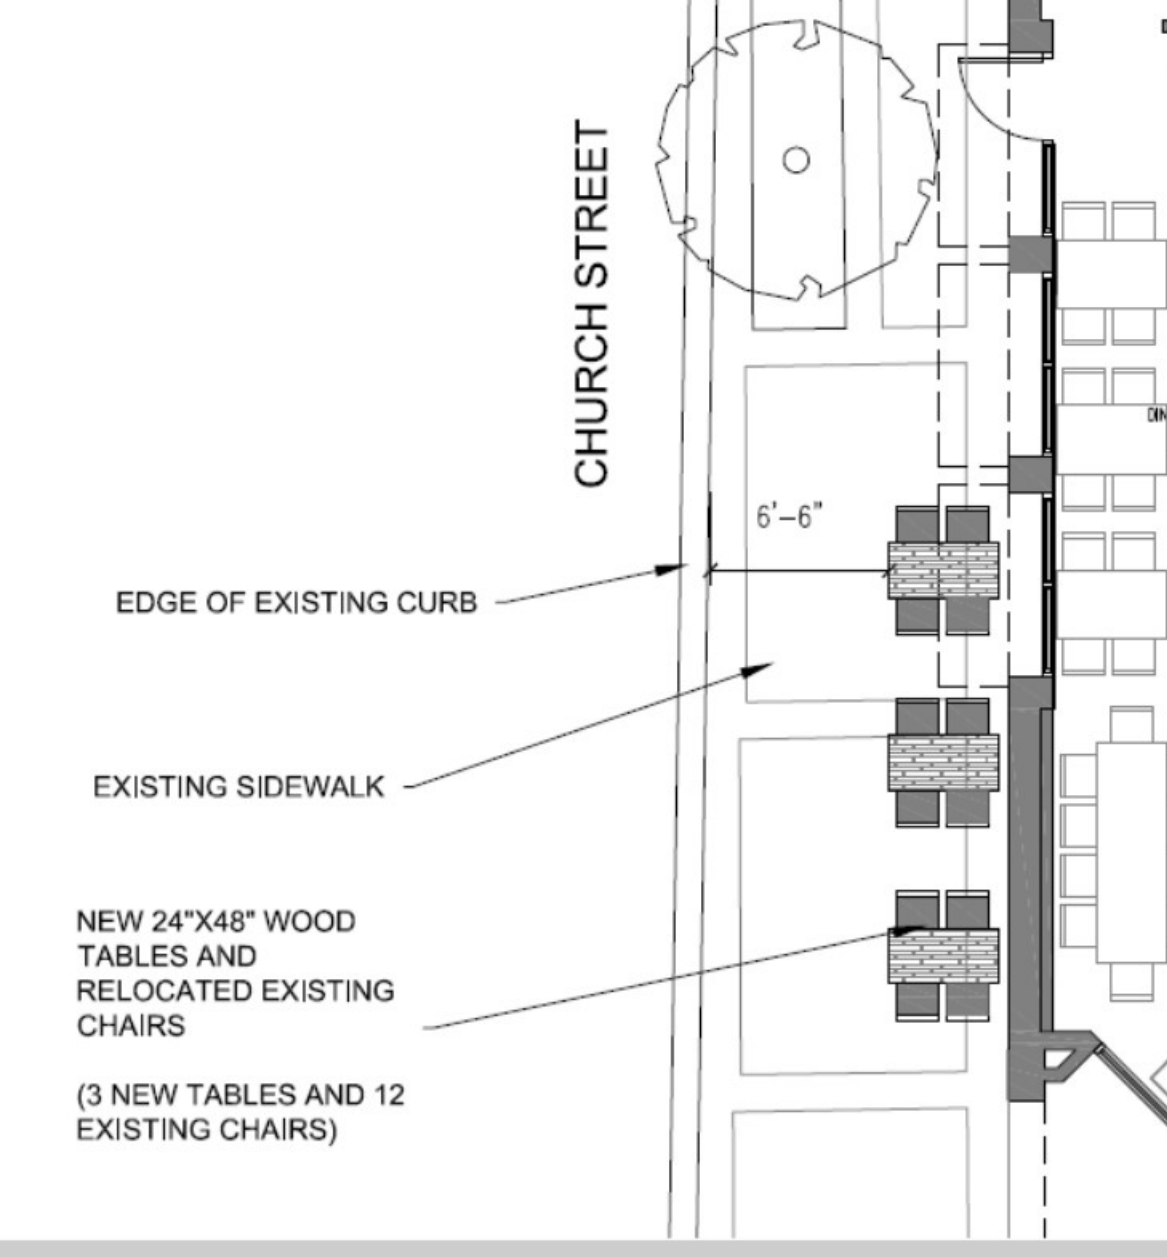 CHURCH STREET
6'-6"
EDGE OF EXISTING CURB
EXISTING SIDEWALK
NEW 24"X48" WOOD
TABLES AND
RELOCATED EXISTING
CHAIRS
(3 NEW TABLES AND 12
EXISTING CHAIRS)